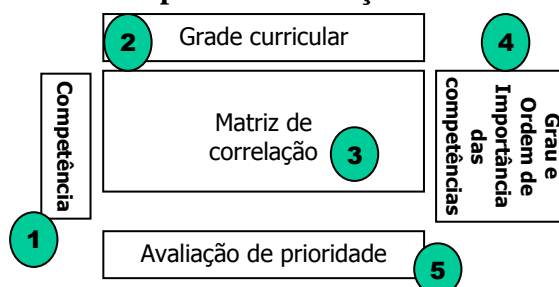 2
Grade curricular
4
Competência
Matriz de
correlação
3
Grau e
Ordem de
Importância
das
competências
1
Avaliação de prioridade
5